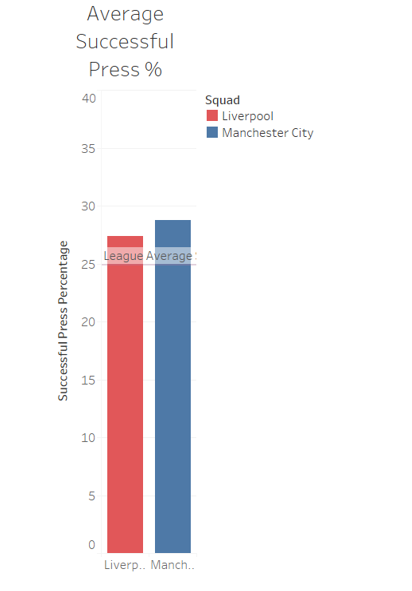 Average
Successful
Press %
Squad
Liverpool
Manchester City
Successful Press Percentage
40
35
30
League Average :
25
20
15
10
5
0
Liverp.. Manch..